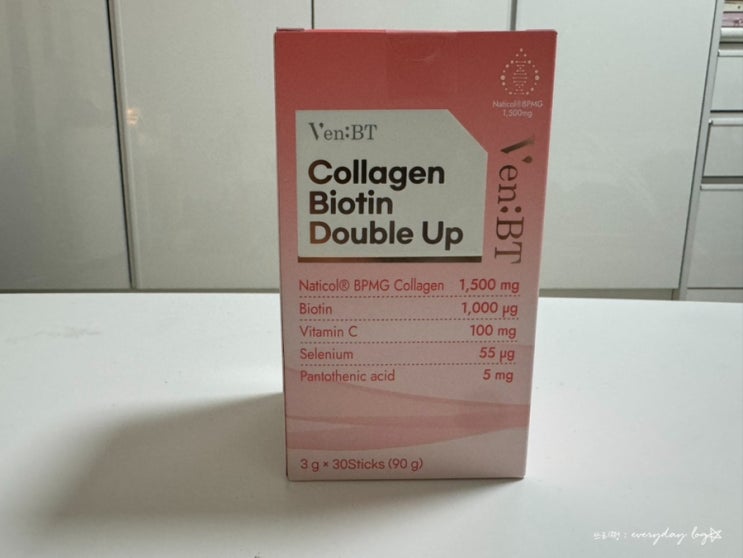 Naticol® BPMG
1,500mg
Ven:BT
Ven:BT
Collagen
Biotin
Double Up
Naticol® BPMG Collagen 1,500 mg
Biotin 1,000 µg
Vitamin C 100 mg
Selenium 55 µg
Pantothenic acid 5 mg
3 g × 30Sticks (90 g)
: everyday log